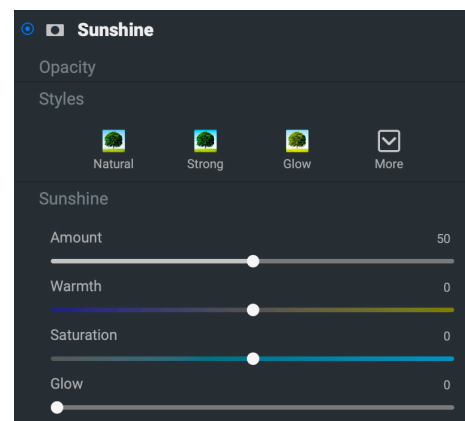 Sunshine
Opacity
Styles
Natural Strong Glow More
Sunshine
Amount 50
Warmth 0
Saturation 0
Glow 0